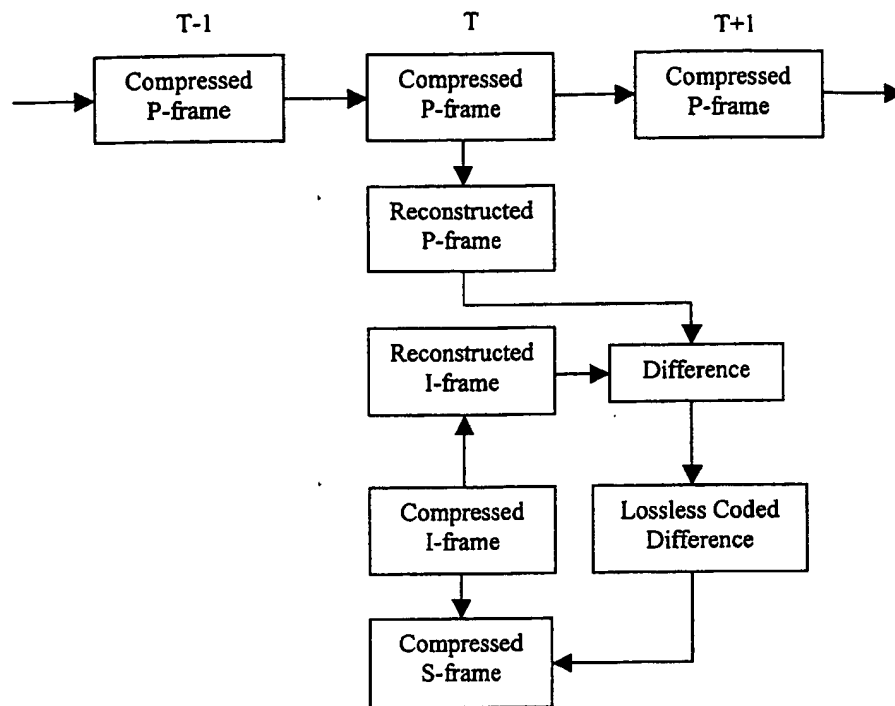 T-1 T T+1
Compressed Compressed Compressed
P-frame P-frame P-frame
Reconstructed
P-frame
Reconstructed
I-frame
Difference
Compressed
I-frame
Lossless Coded
Difference
Compressed
S-frame